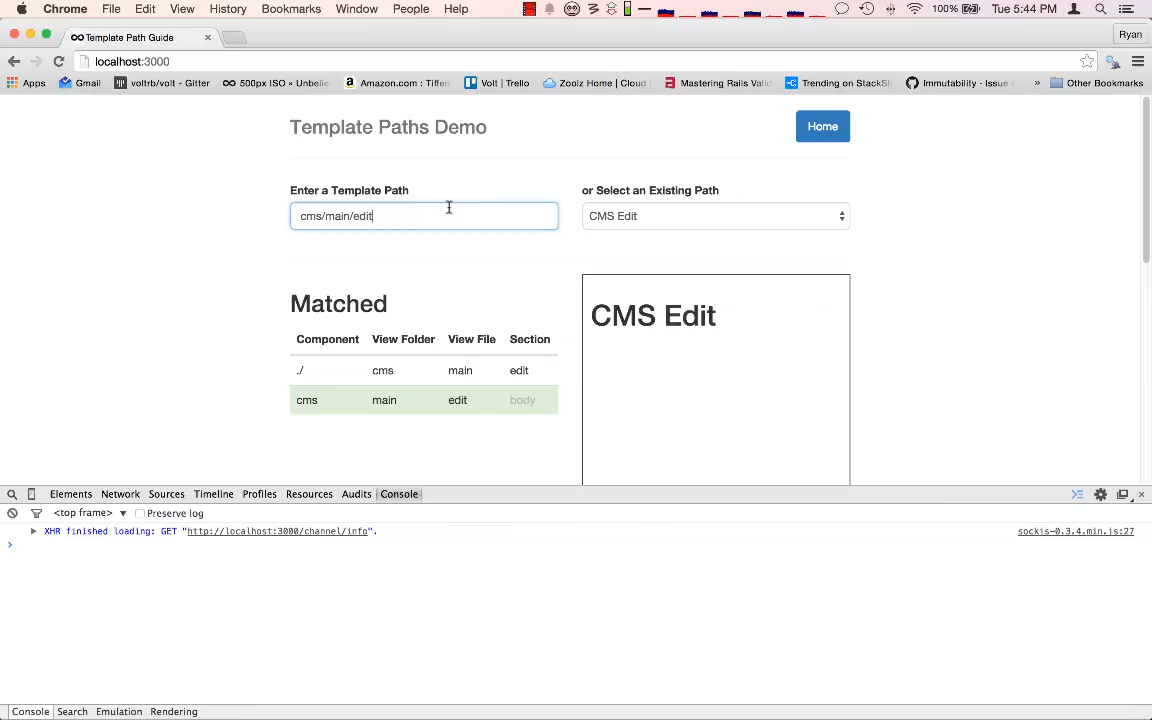 Chrome File Edit View History Bookmarks Window People Help 100% Tue 5:44 PM
Template Path Guide Ryan
localhost:3000
Apps Gmail voltrb/volt - Gitter 500px ISO » Unbelie Amazon.com : Tiffen Volt | Trello Zoolz Home | Cloud Mastering Rails Valid Trending on StackSh Immutability · Issue » Other Bookmarks
Template Paths Demo Home
Enter a Template Path or Select an Existing Path
cms/main/edit CMS Edit
Matched
CMS Edit
Component View Folder View File Section
./ cms main edit
cms main edit body
Elements Network Sources Timeline Profiles Resources Audits Console
<top frame> Preserve log
XHR finished loading: GET "http://localhost:3000/channel/info". sockjs-0.3.4.min.js:27
Console Search Emulation Rendering